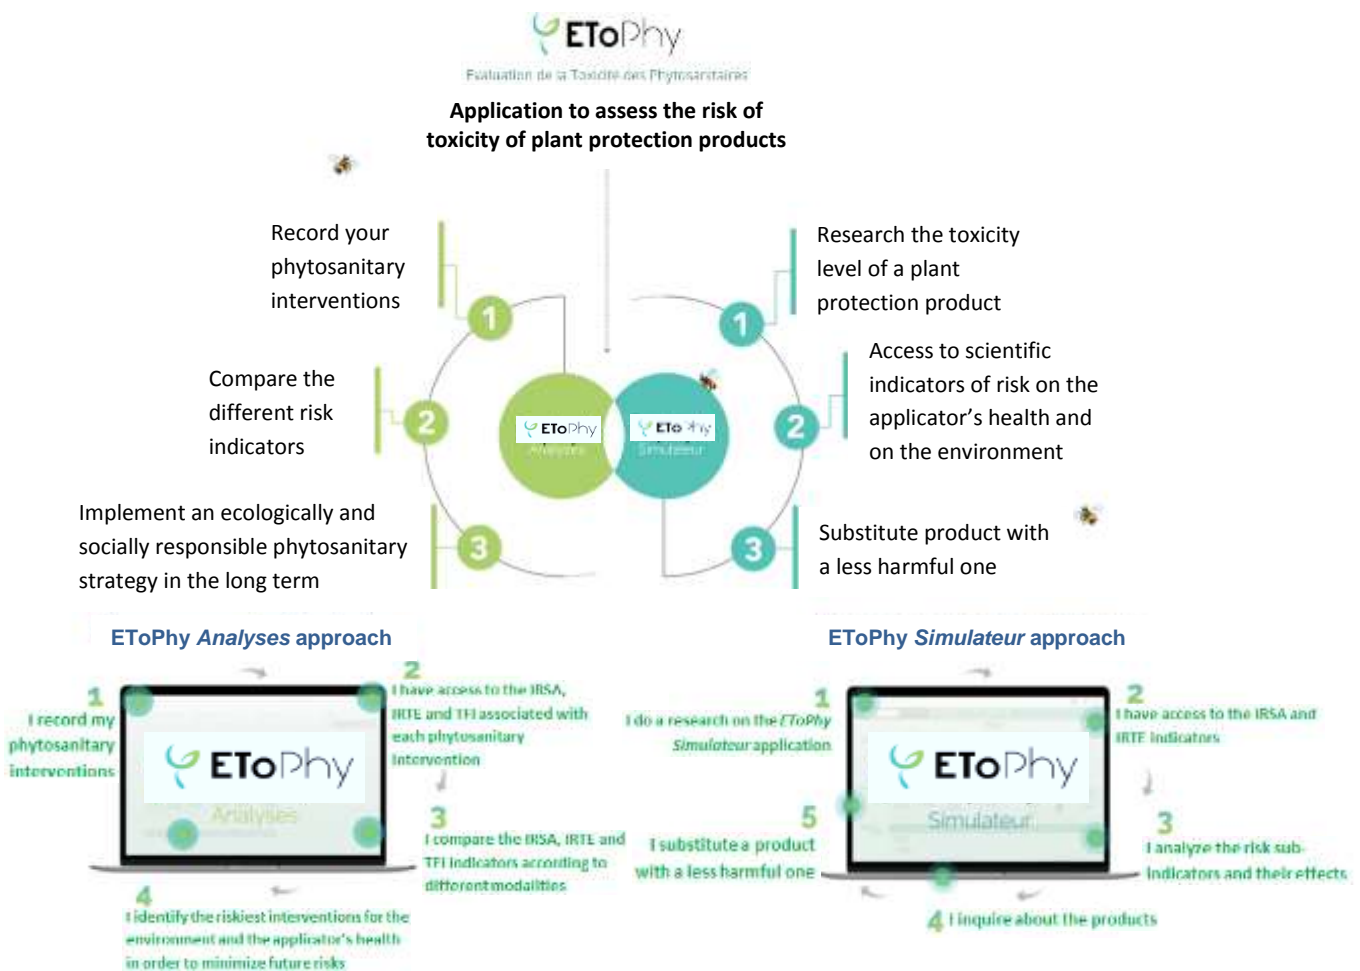 EToPhy
Evaluation de la Toxicité des Phytosanitaires
Application to assess the risk of
toxicity of plant protection products
Record your
phytosanitary
interventions
1
Compare the
different risk
indicators
2
Implement an ecologically and
socially responsible phytosanitary
strategy in the long term
3
EToPhy
Analyses
EToPhy
Simulateur
Research the toxicity
level of a plant
protection product
1
Access to scientific
indicators of risk on the
applicator’s health and
on the environment
2
Substitute product with
a less harmful one
3
EToPhy Analyses approach
1
I record my
phytosanitary
interventions
2
I have access to the IRSA,
IRTE and TFI associated with
each phytosanitary
Intervention
3
I compare the IRSA, IRTE and
TFI indicators according to
different modalities
4
I identify the riskiest interventions for the
environment and the applicator's health
in order to minimize future risks
EToPhy
Analyses
EToPhy Simulateur approach
1
I do a research on the EToPhy
Simulateur application
2
I have access to the IRSA and
IRTE indicators
3
I analyze the risk sub-
indicators and their effects
4 I inquire about the products
5
I substitute a product
with a less harmful one
EToPhy
Simulateur